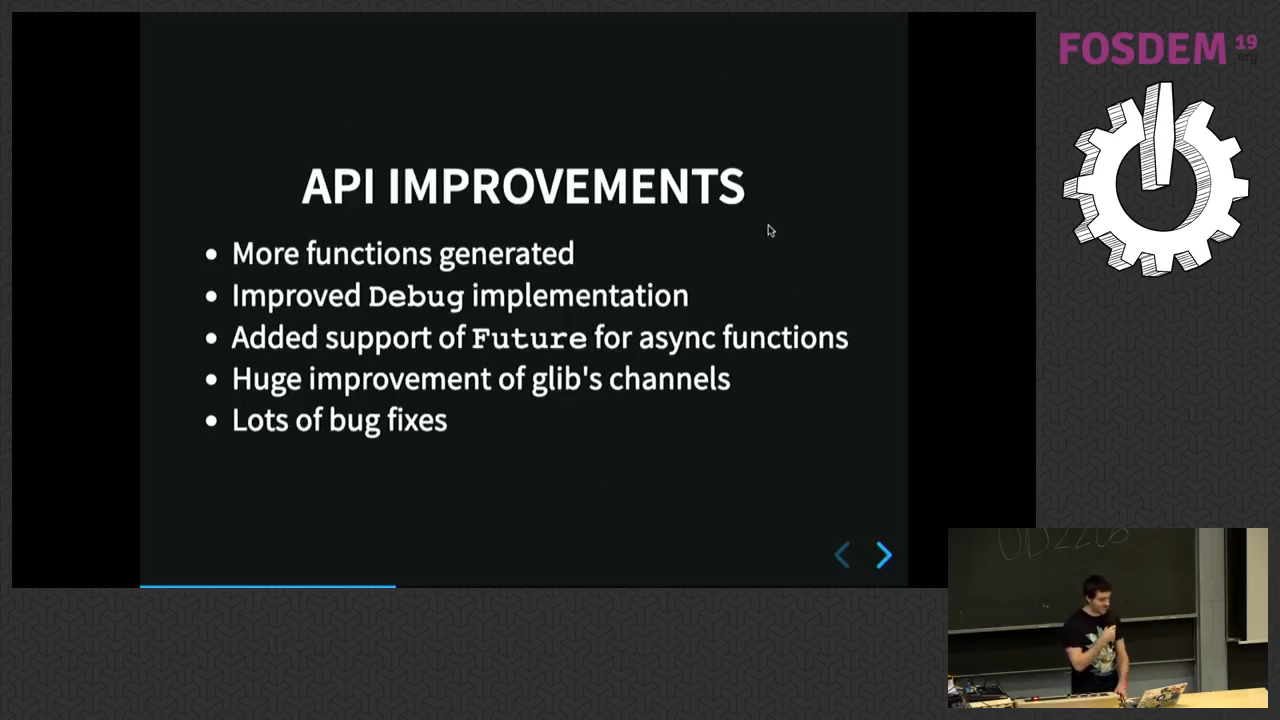 FOSDEM 19
.org
API IMPROVEMENTS
More functions generated
Improved Debug implementation
Added support of Future for async functions
Huge improvement of glib's channels
Lots of bug fixes